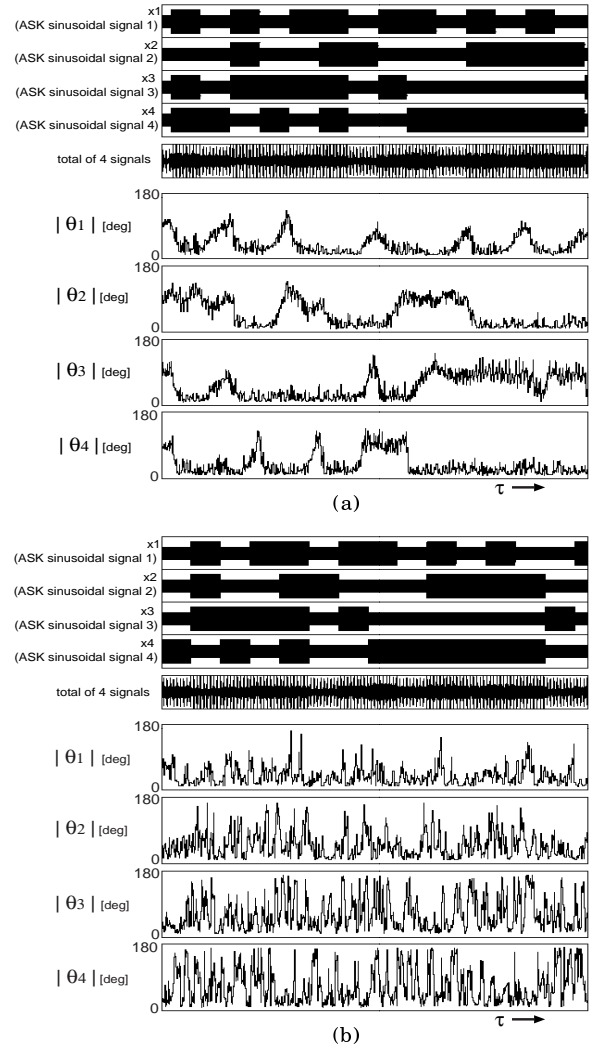 x1
(ASK sinusoidal signal 1)
x2
(ASK sinusoidal signal 2)
x3
(ASK sinusoidal signal 3)
x4
(ASK sinusoidal signal 4)
total of 4 signals
180
| θ1 | [deg]
0
180
| θ2 | [deg]
0
180
| θ3 | [deg]
0
180
| θ4 | [deg]
0
τ
(a)
x1
(ASK sinusoidal signal 1)
x2
(ASK sinusoidal signal 2)
x3
(ASK sinusoidal signal 3)
x4
(ASK sinusoidal signal 4)
total of 4 signals
180
| θ1 | [deg]
0
180
| θ2 | [deg]
0
180
| θ3 | [deg]
0
180
| θ4 | [deg]
0
τ
(b)